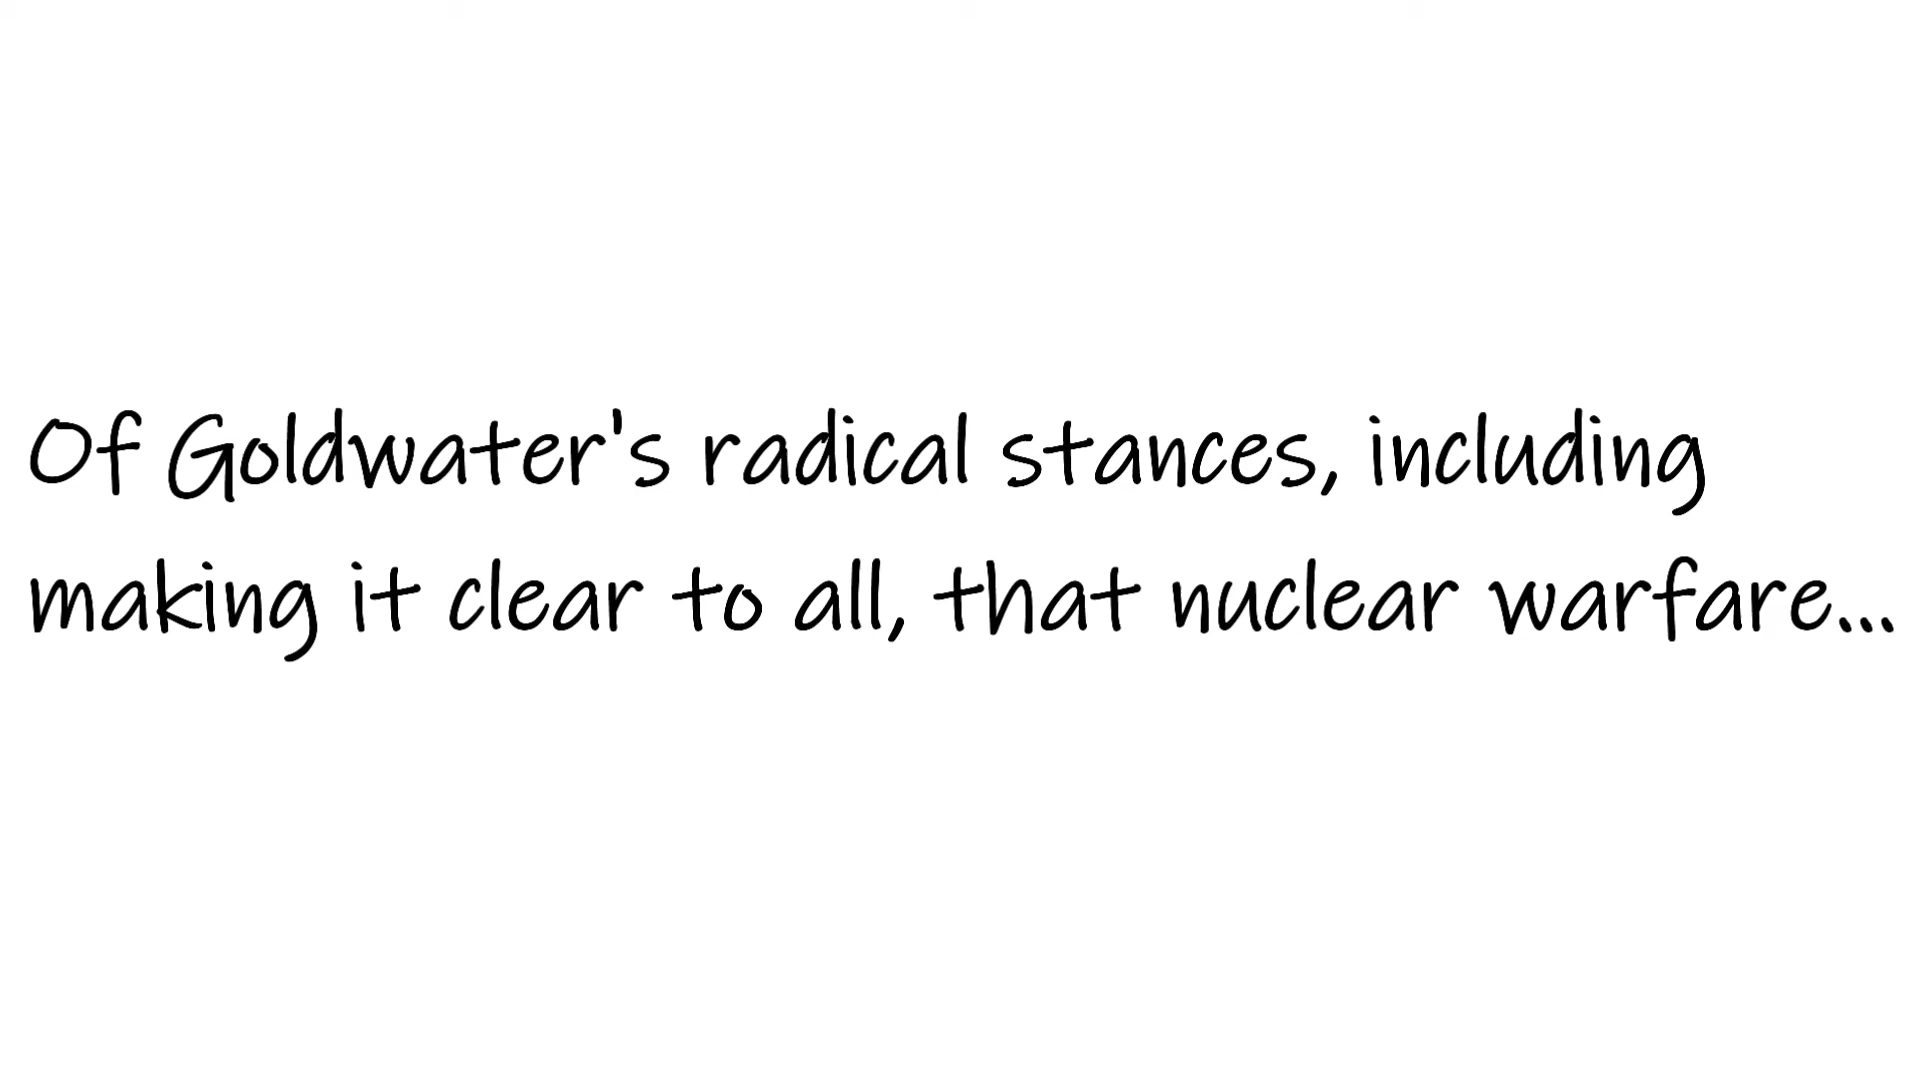 Of Goldwater's radical stances, including
making it clear to all, that nuclear warfare...